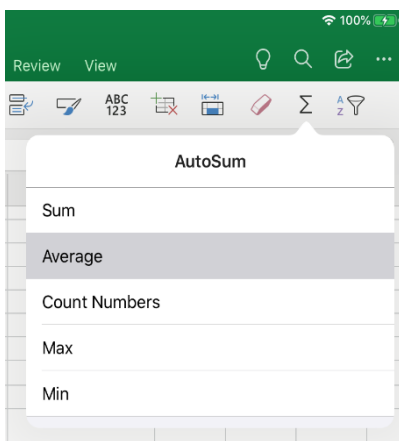 100%
Review View
ABC
123
A
Z
AutoSum
Sum
Average
Count Numbers
Max
Min